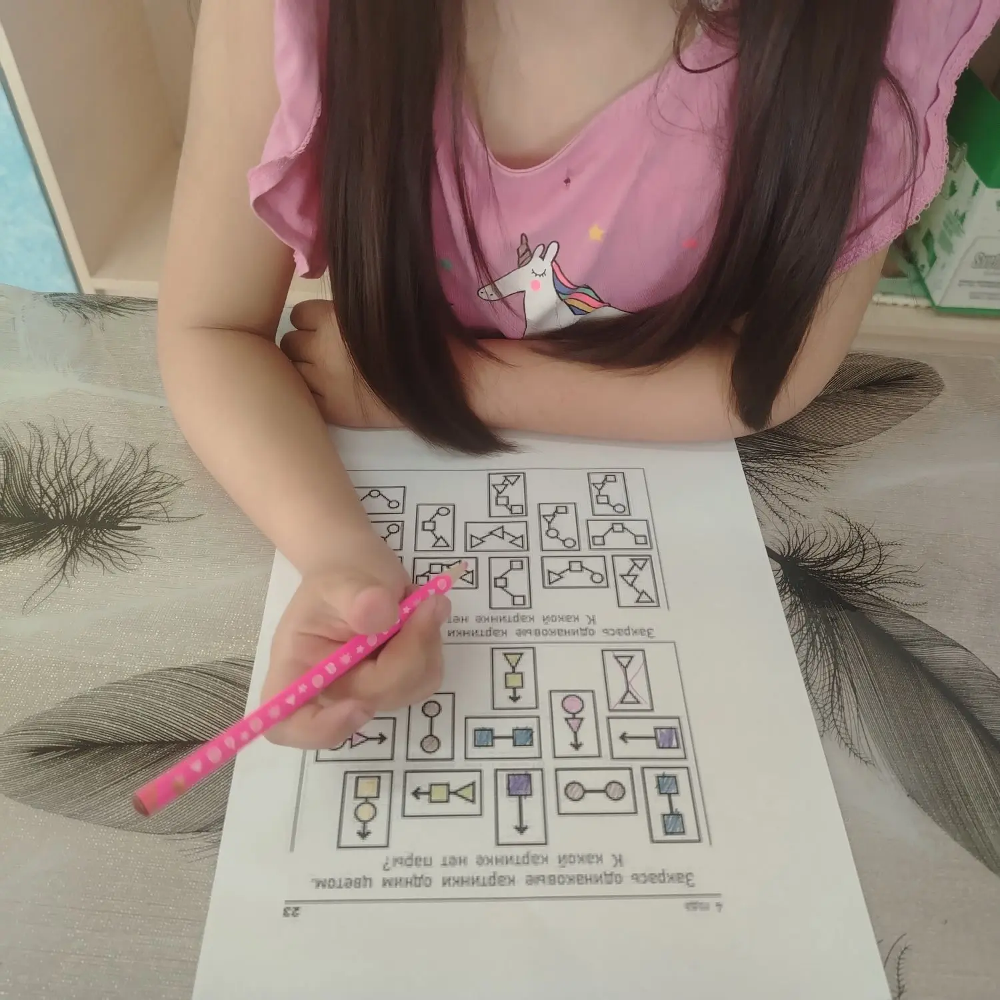 4 года
23
Закрась одинаковые картинки одним цветом.
К какой картинке нет пары?
Закрась одинаковые картинки
К какой картинке нет